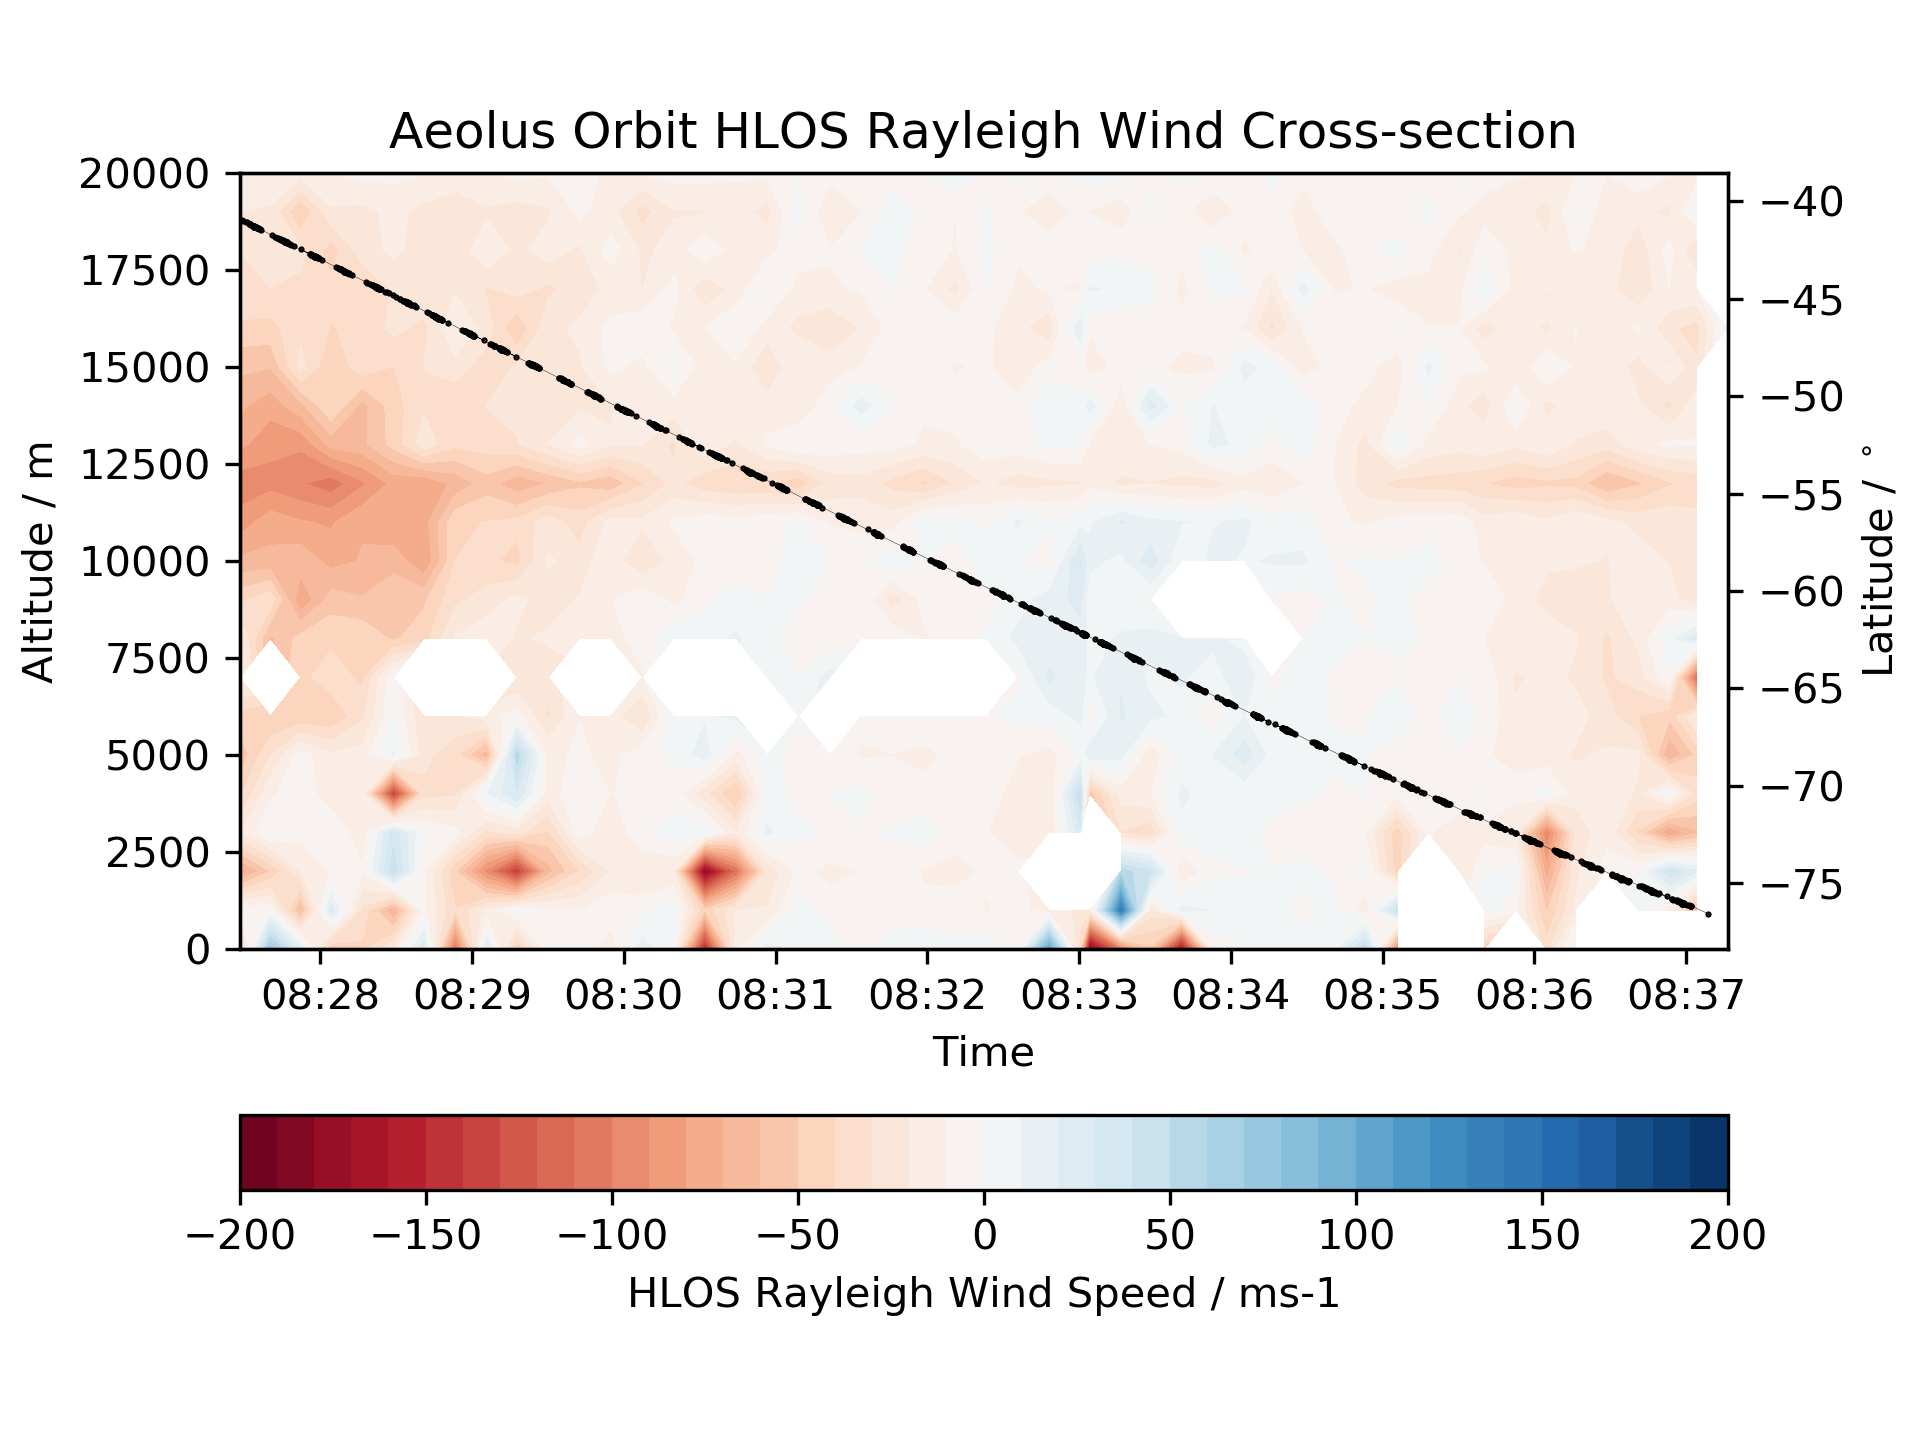 Aeolus Orbit HLOS Rayleigh Wind Cross-section
20000
17500
15000
12500
10000
7500
5000
2500
0
Altitude / m
−40
−45
−50
−55
−60
−65
−70
−75
Latitude / °
08:28 08:29 08:30 08:31 08:32 08:33 08:34 08:35 08:36 08:37
Time
−200 −150 −100 −50 0 50 100 150 200
HLOS Rayleigh Wind Speed / ms-1